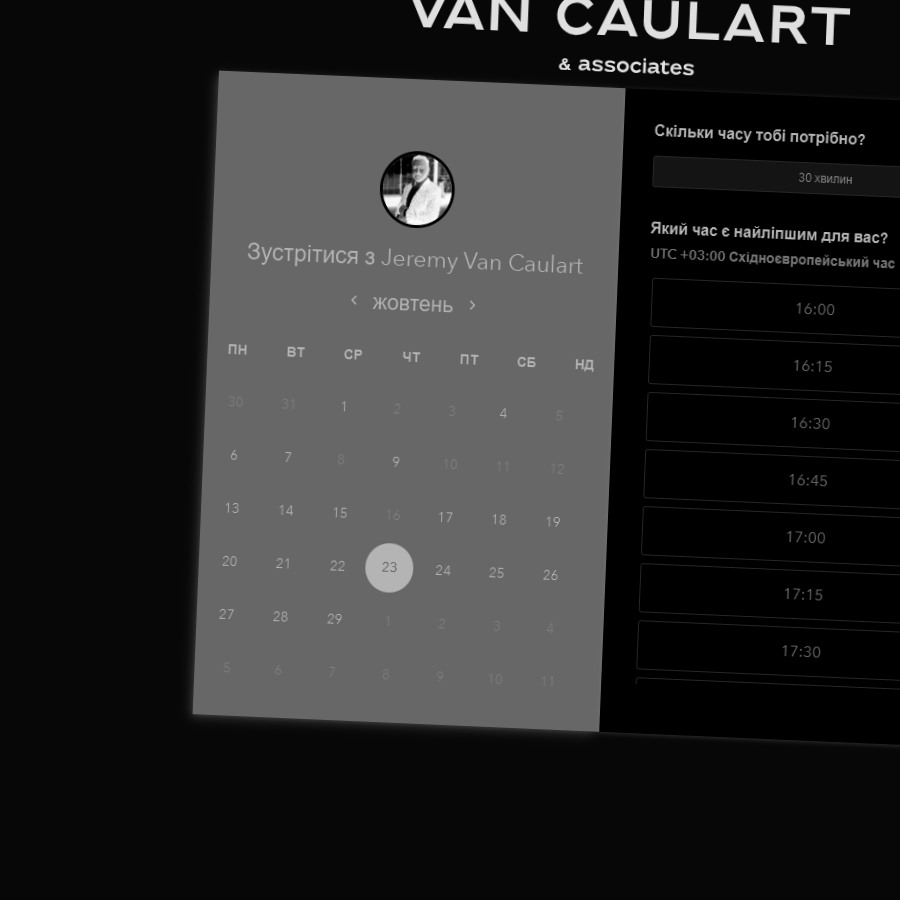 VAN CAULART
& associates
Зустрітися з Jeremy Van Caulart
‹ жовтень ›
ПН ВТ СР ЧТ ПТ СБ НД
30 31 1 2 3 4 5
6 7 8 9 10 11 12
13 14 15 16 17 18 19
20 21 22 23 24 25 26
27 28 29 1 2 3 4
5 6 7 8 9 10 11
Скільки часу тобі потрібно?
30 хвилин
Який час є найліпшим для вас?
UTC +03:00 Східноєвропейський час
16:00
16:15
16:30
16:45
17:00
17:15
17:30